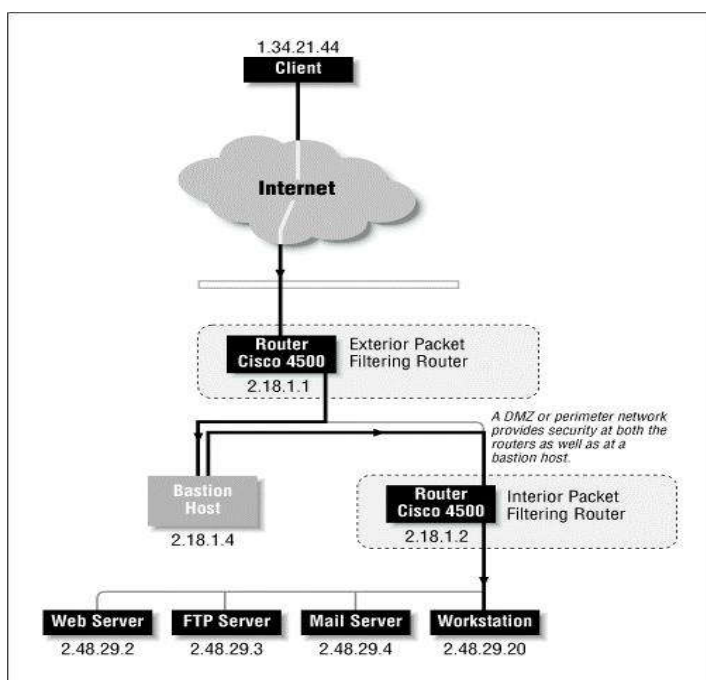 1.34.21.44
Client
Internet
Router
Cisco 4500
Exterior Packet
Filtering Router
2.18.1.1
A DMZ or perimeter network
provides security at both the
routers as well as at a
bastion host.
Bastion
Host
2.18.1.4
Router
Cisco 4500
Interior Packet
Filtering Router
2.18.1.2
Web Server
FTP Server
Mail Server
Workstation
2.48.29.2
2.48.29.3
2.48.29.4
2.48.29.20